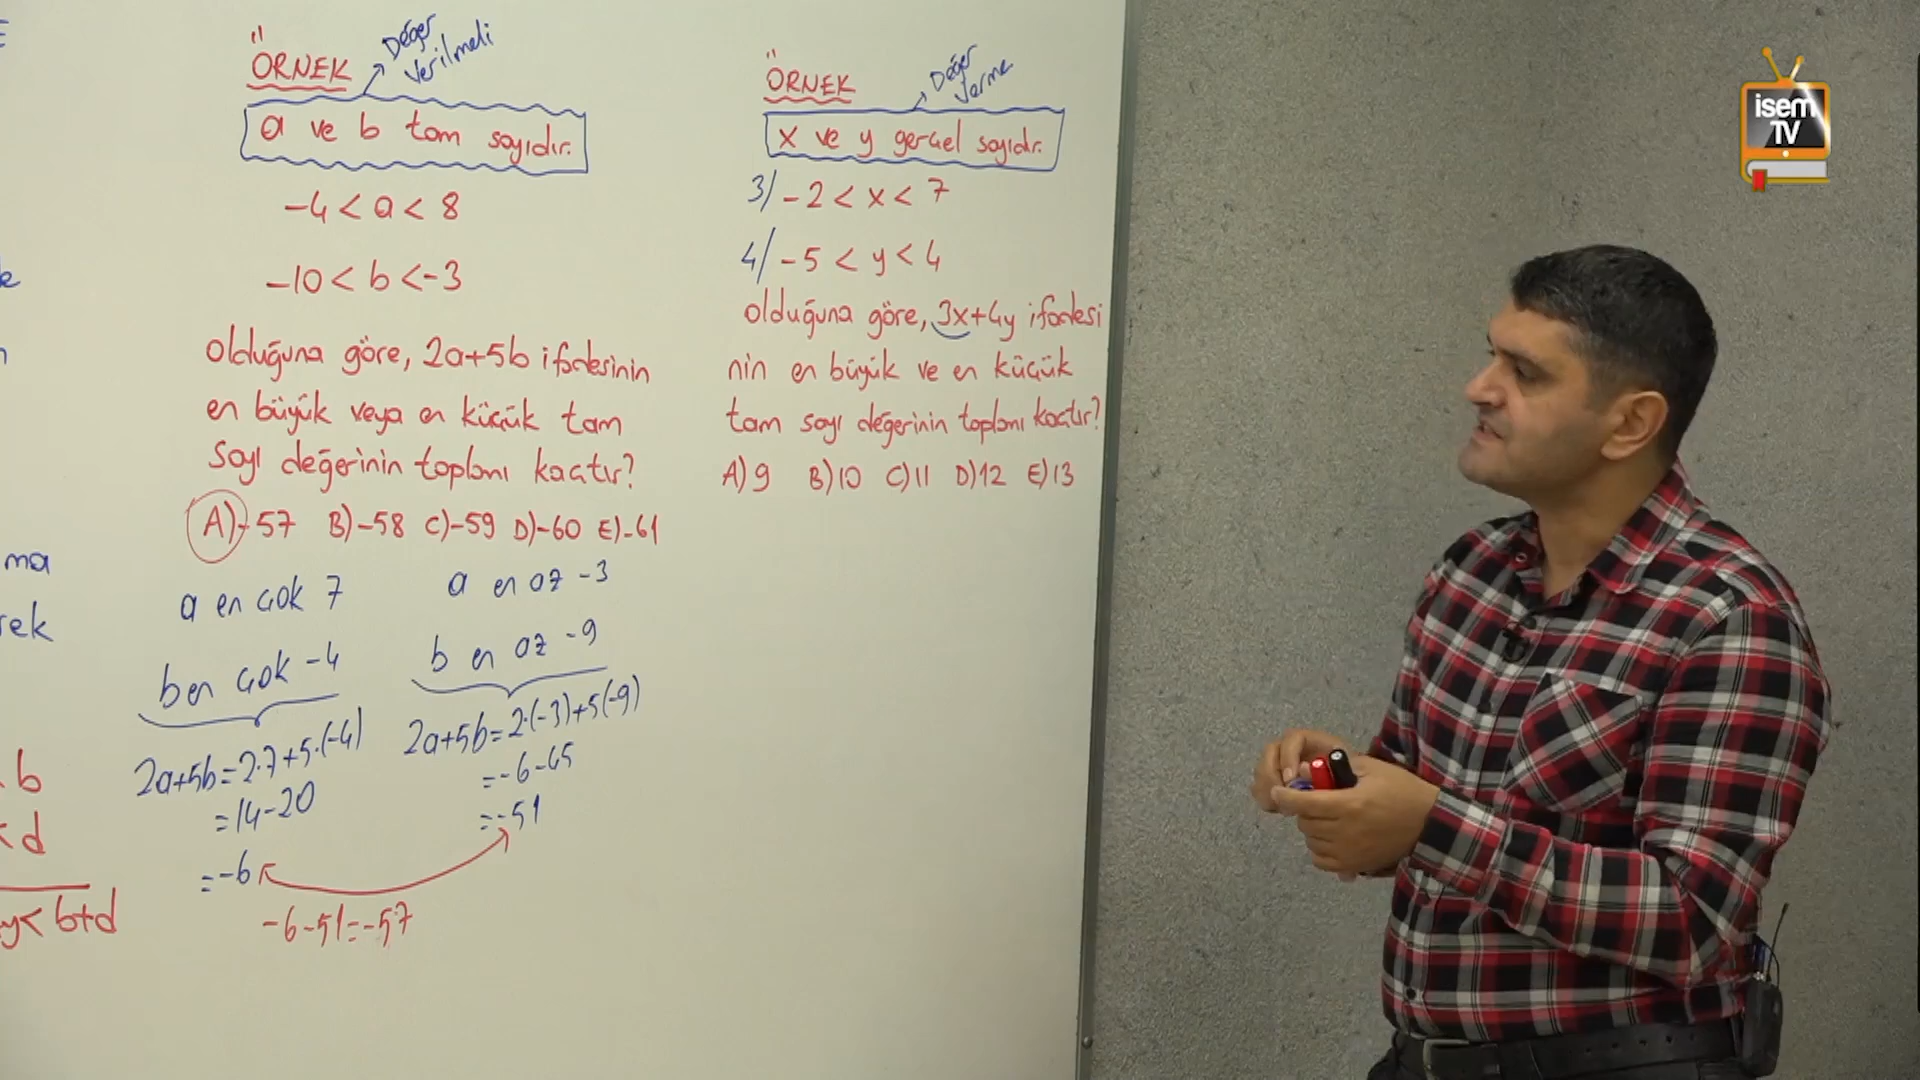 ÖRNEK
Değer
verilmeli
a ve b tam sayıdır.
-4 < a < 8
-10 < b < -3
olduğuna göre, 2a+5b ifadesinin
en büyük veya en küçük tam
sayı değerinin toplamı kaçtır?
A)-57 B)-58 C)-59 D)-60 E)-61
a en çok 7
b en çok -4
2a+5b=2.7+5.(-4)
=14-20
=-6
a en az -3
b en az -9
2a+5b=2.(-3)+5(-9)
=-6-45
=-51
-6-51=-57
ÖRNEK
Değer
verme
x ve y gerçel sayıdır.
3/ -2 < x < 7
4/ -5 < y < 4
olduğuna göre, 3x+4y ifadesi
nin en büyük ve en küçük
tam sayı değerinin toplamı kaçtır?
A)9 B)10 C)11 D)12 E)13
ma
rek
.b
<d
y<b+d
isem
TV